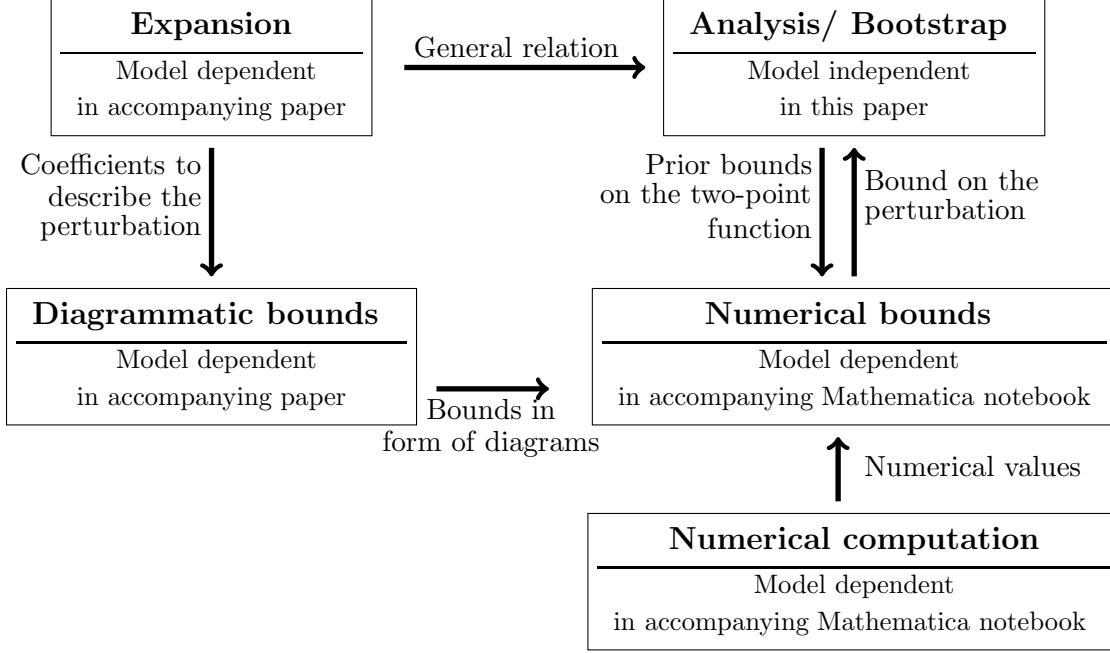 Expansion
Model dependent
in accompanying paper
General relation
Analysis/ Bootstrap
Model independent
in this paper
Coefficients to
describe the
perturbation
Prior bounds
on the two-point
function
Bound on the
perturbation
Diagrammatic bounds
Model dependent
in accompanying paper
Bounds in
form of diagrams
Numerical bounds
Model dependent
in accompanying Mathematica notebook
Numerical values
Numerical computation
Model dependent
in accompanying Mathematica notebook